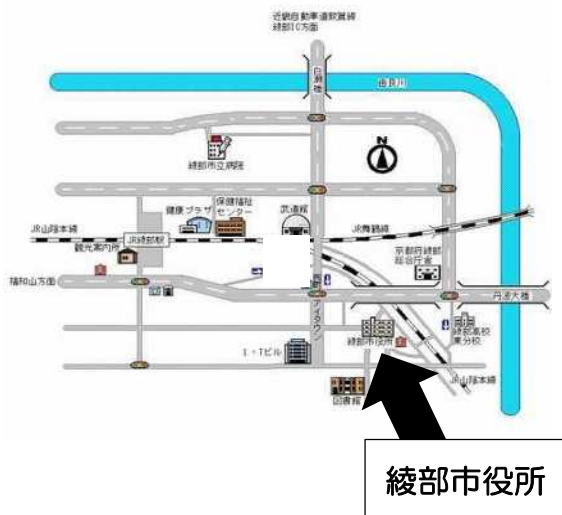 近畿自動車道敦賀線
綾部IC方面
白瀬橋
由良川
綾部市立病院
N
健康プラザ
保健福祉
センター
武道館
JR山陰本線
JR綾部駅
JR舞鶴線
観光案内所
京都府綾部
総合庁舎
福知山方面
丹波大橋
アイタウン
綾部市役所
綾部高校
東分校
I・Tビル
JR山陰本線
図書館
綾部市役所